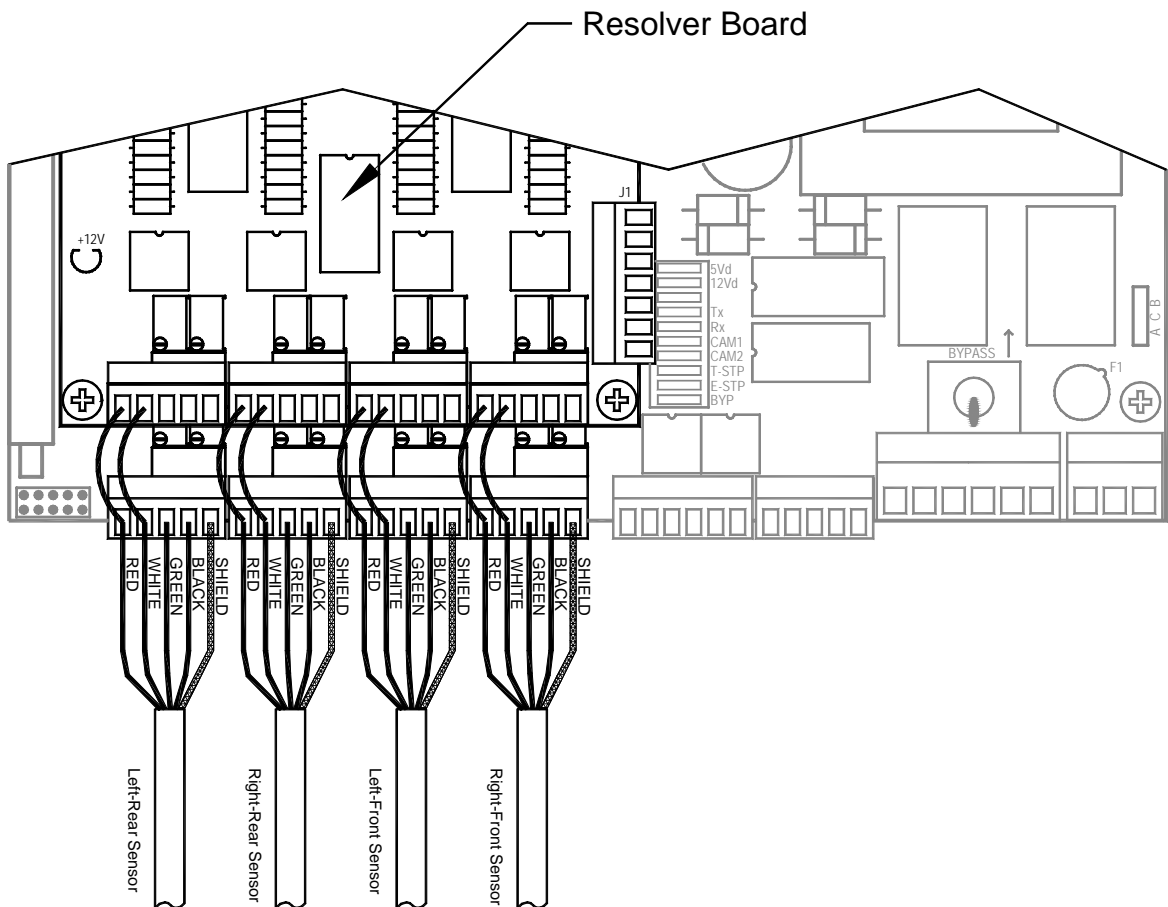 Resolver Board
J1
+12V
5Vd
12Vd
Tx
Rx
CAM1
CAM2
T-STP
E-STP
BYP
BYPASS
F1
A C B
RED
WHITE
GREEN
BLACK
SHIELD
RED
WHITE
GREEN
BLACK
SHIELD
RED
WHITE
GREEN
BLACK
SHIELD
RED
WHITE
GREEN
BLACK
SHIELD
Left-Rear Sensor
Right-Rear Sensor
Left-Front Sensor
Right-Front Sensor